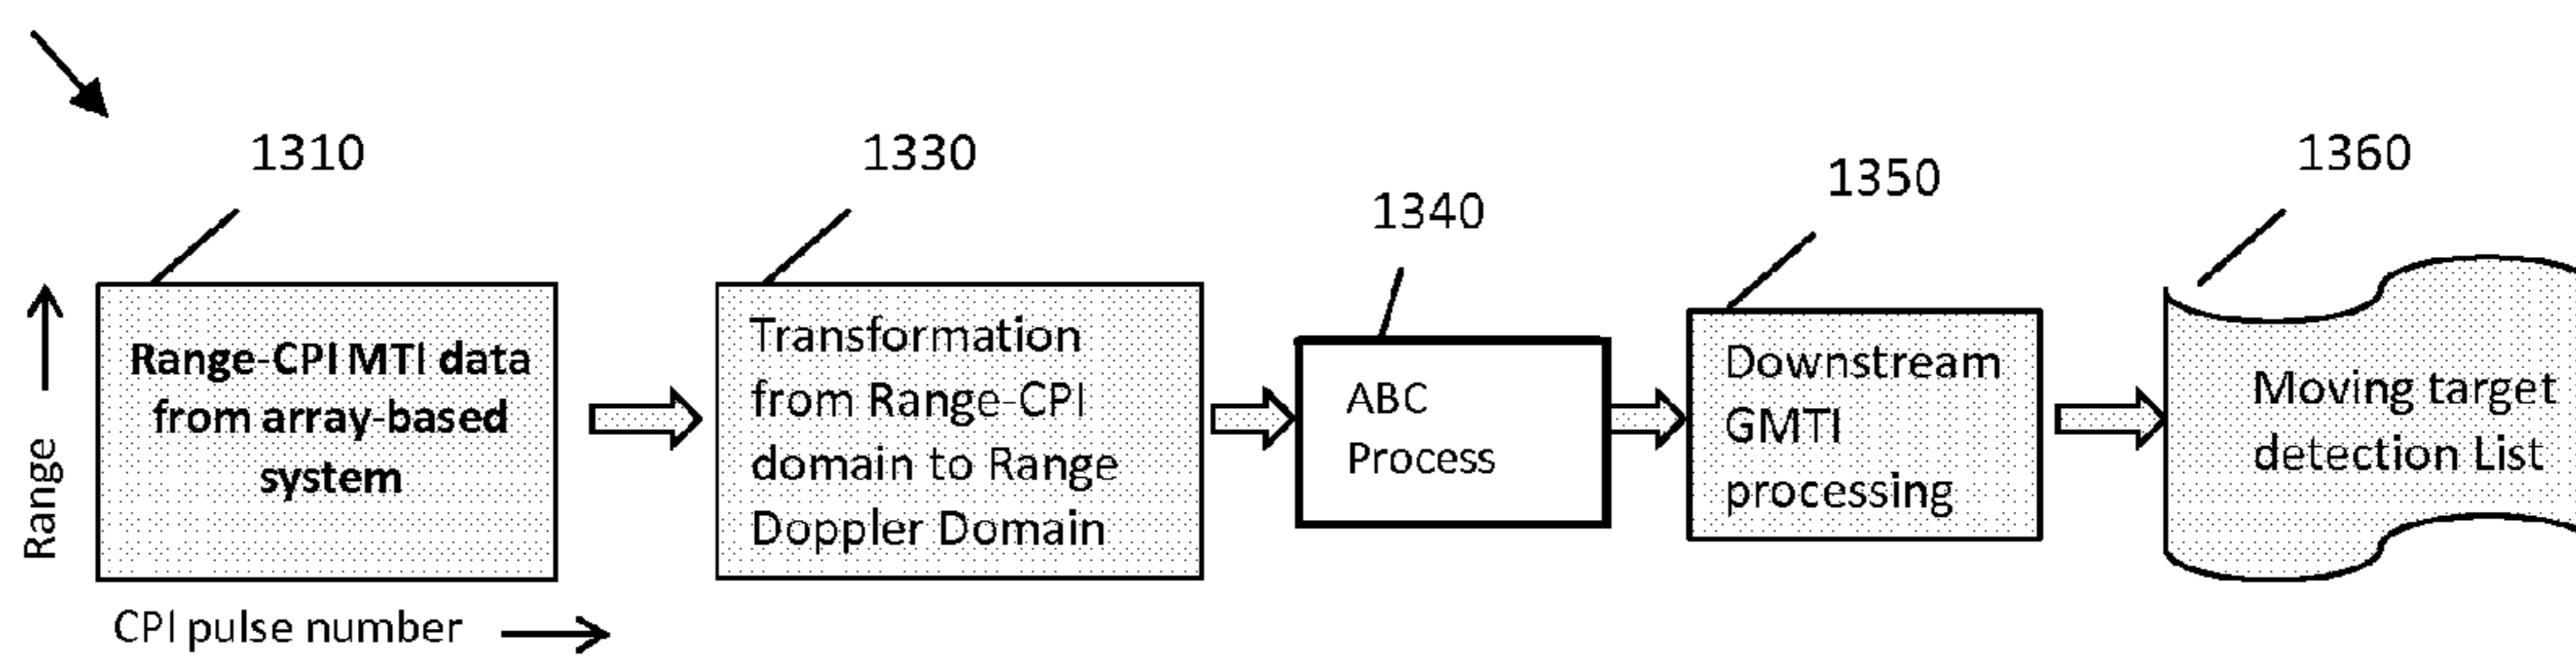 1310
1330
1340
1350
1360
Range
Range-CPI MTI data
from array-based
system
CPI pulse number
Transformation
from Range-CPI
domain to Range
Doppler Domain
ABC
Process
Downstream
GMTI
processing
Moving target
detection List